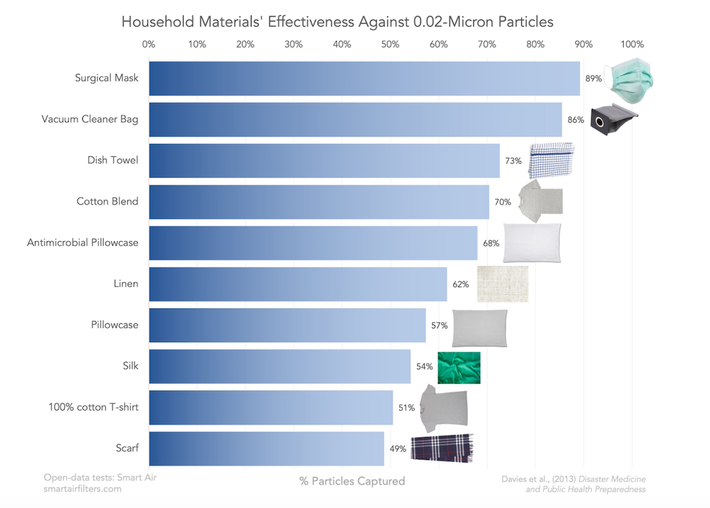 Household Materials' Effectiveness Against 0.02-Micron Particles
0% 10% 20% 30% 40% 50% 60% 70% 80% 90% 100%
Surgical Mask 89%
Vacuum Cleaner Bag 86%
Dish Towel 73%
Cotton Blend 70%
Antimicrobial Pillowcase 68%
Linen 62%
Pillowcase 57%
Silk 54%
100% cotton T-shirt 51%
Scarf 49%
Open-data tests: Smart Air
smartairfilters.com
% Particles Captured
Davies et al., (2013) Disaster Medicine
and Public Health Preparedness